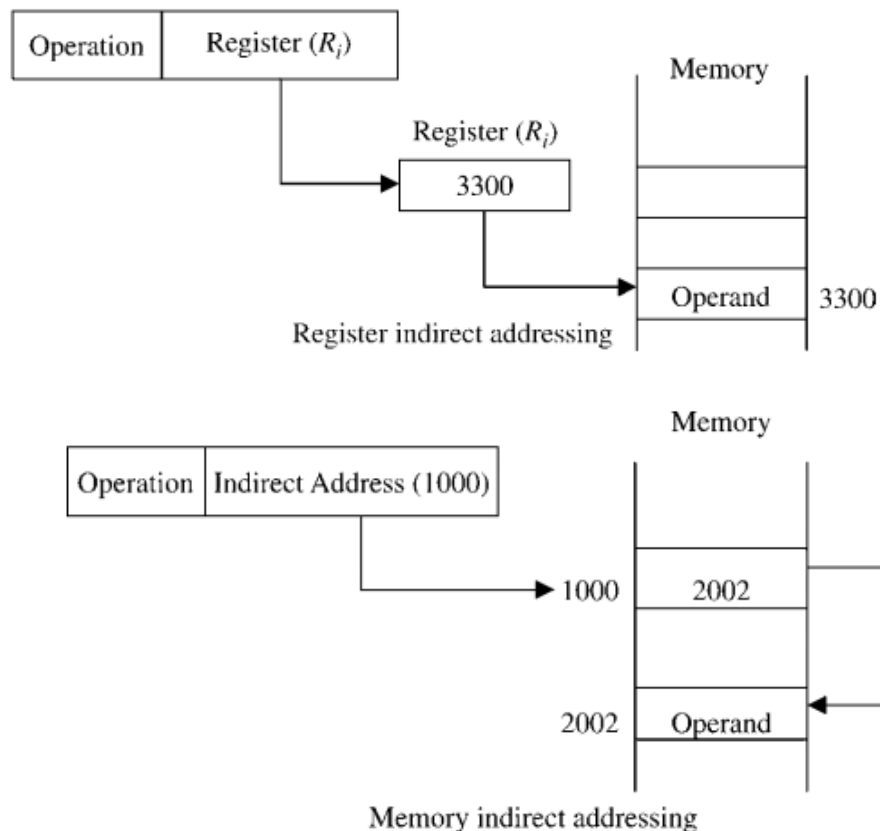 Operation Register (Ri)
Memory
Register (Ri)
3300
Operand 3300
Register indirect addressing
Memory
Operation Indirect Address (1000)
1000 2002
2002 Operand
Memory indirect addressing